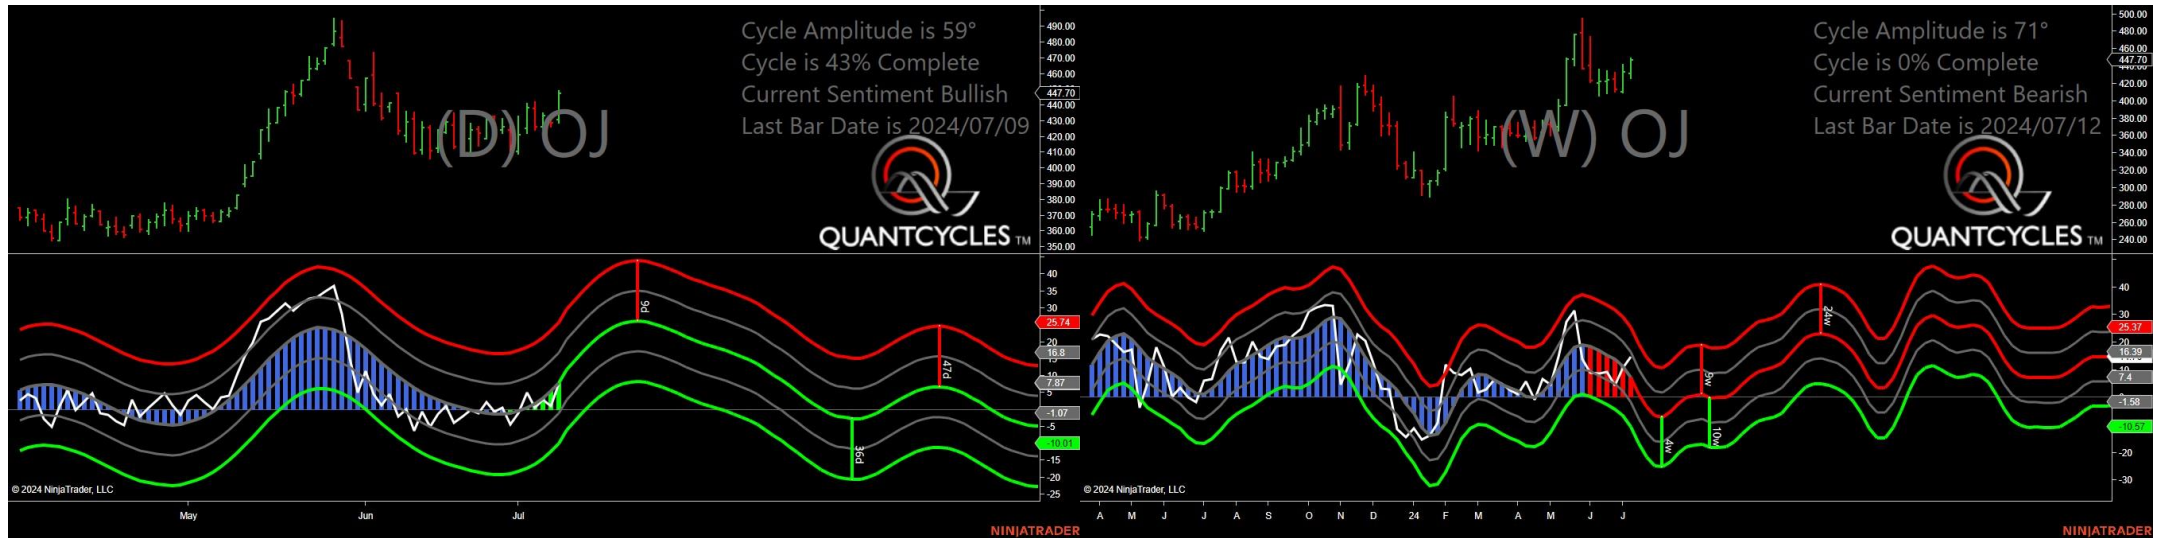 Cycle Amplitude is 59°
Cycle is 43% Complete
Current Sentiment Bullish
Last Bar Date is 2024/07/09
(D) OJ
QUANTCYCLES TM
490.00
480.00
470.00
460.00
447.70
440.00
430.00
420.00
410.00
400.00
390.00
380.00
370.00
360.00
350.00
40
35
30
25.74
20
16.8
7.87
5
-1.07
-5
-10.01
-15
-20
-25
9d
36d
47d
© 2024 NinjaTrader, LLC
May Jun Jul
NINJATRADER
Cycle Amplitude is 71°
Cycle is 0% Complete
Current Sentiment Bearish
Last Bar Date is 2024/07/12
(W) OJ
QUANTCYCLES TM
500.00
480.00
460.00
447.70
420.00
400.00
380.00
360.00
340.00
320.00
300.00
280.00
260.00
240.00
40
30
25.37
20
16.39
7.4
-1.58
-10.57
-20
-30
4w
9w
10w
24w
© 2024 NinjaTrader, LLC
A M J J A S O N D 24 F M A M J J
NINJATRADER